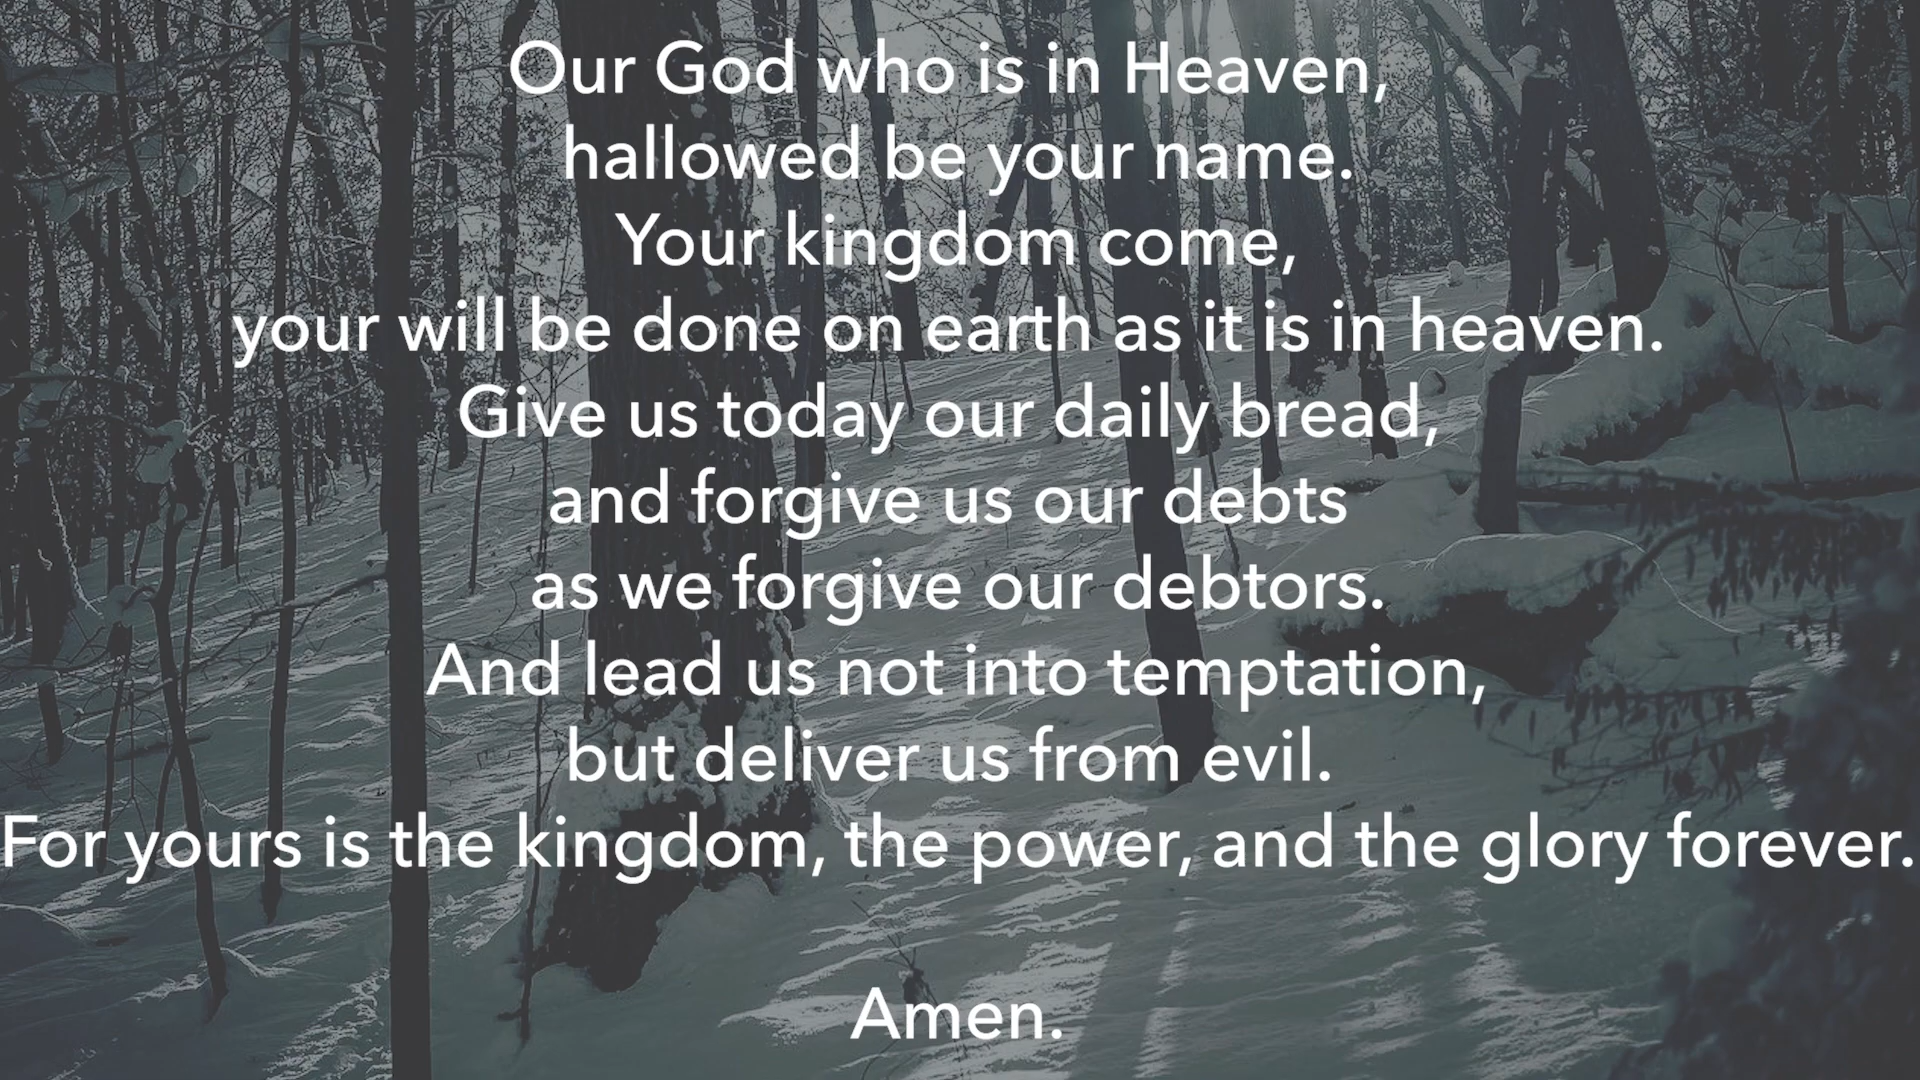 Our God who is in Heaven,
hallowed be your name.
Your kingdom come,
your will be done on earth as it is in heaven.
Give us today our daily bread,
and forgive us our debts
as we forgive our debtors.
And lead us not into temptation,
but deliver us from evil.
For yours is the kingdom, the power, and the glory forever.
Amen.